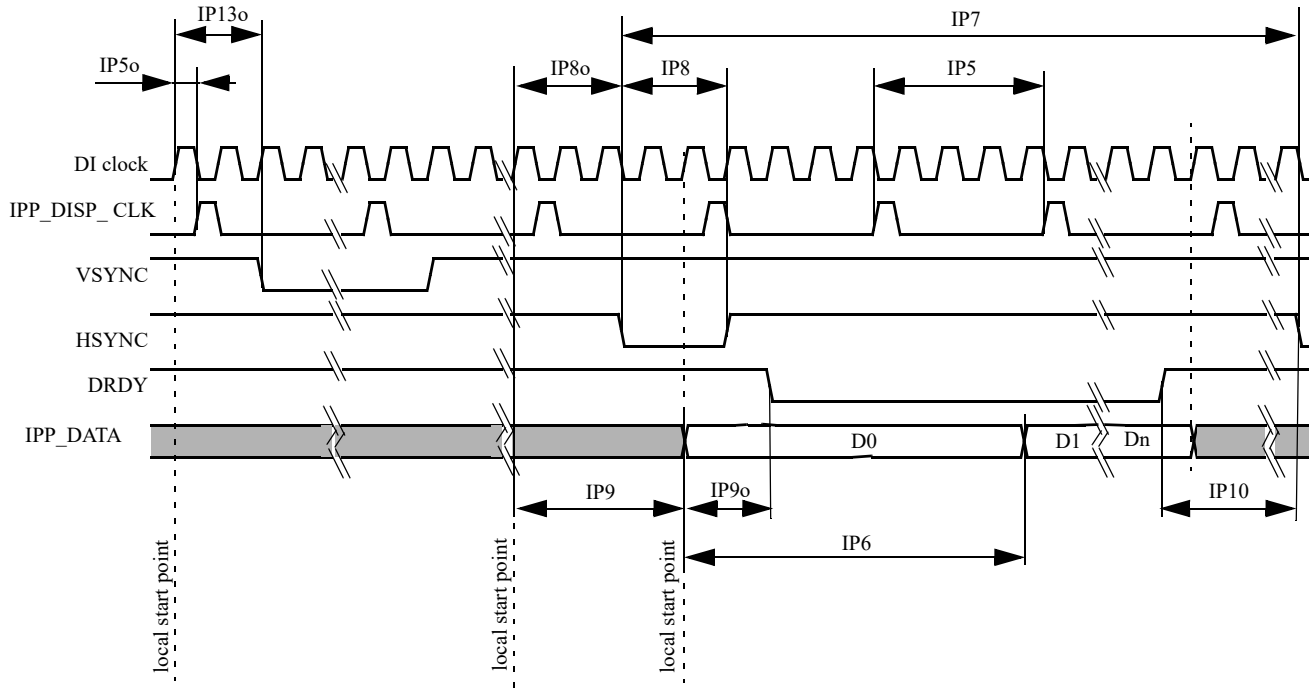 IP13o
IP7
IP5o
IP8o
IP8
IP5
DI clock
IPP_DISP_ CLK
VSYNC
HSYNC
DRDY
IPP_DATA
D0
D1
Dn
IP9
IP9o
IP10
IP6
local start point
local start point
local start point